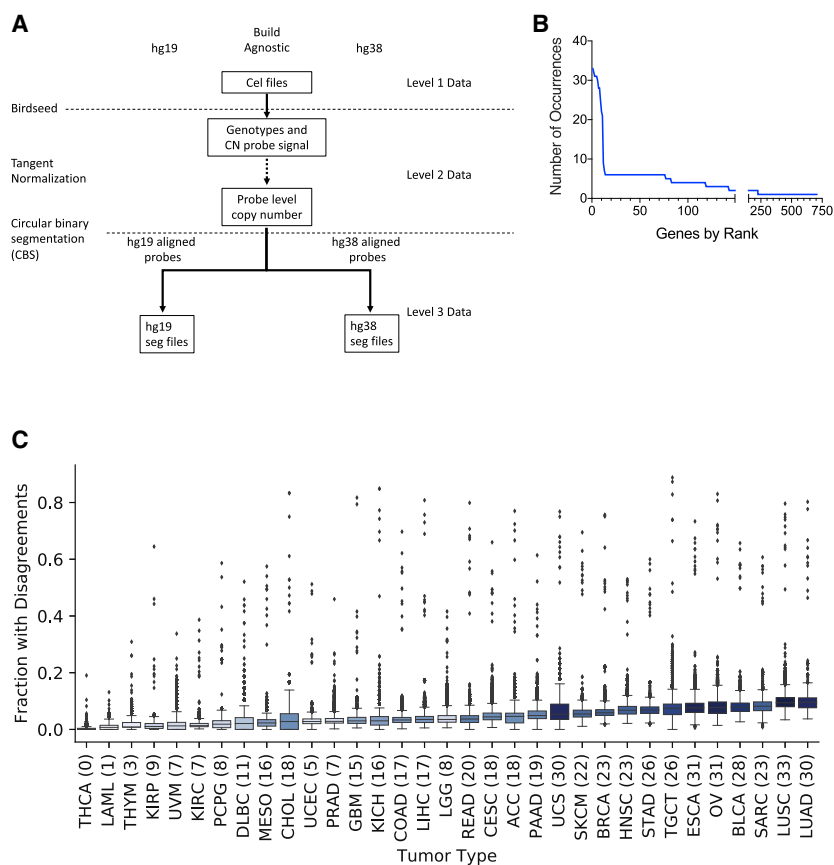 A
hg19
Build
Agnostic
hg38
Cel files
Level 1 Data
Birdseed
Genotypes and
CN probe signal
Tangent
Normalization
Level 2 Data
Probe level
copy number
Circular binary
segmentation
(CBS)
hg19 aligned
probes
hg38 aligned
probes
Level 3 Data
hg19
seg files
hg38
seg files
B
Number of Occurrences
40
30
20
10
0
0
50
100
250
500
750
Genes by Rank
C
Fraction with Disagreements
0.8
0.6
0.4
0.2
0.0
THCA (0)
LAML (1)
THYM (3)
KIRP (9)
UVM (7)
KIRC (7)
PCPG (8)
DLBC (11)
MESO (16)
CHOL (18)
UCEC (5)
PRAD (7)
GBM (15)
KICH (16)
COAD (17)
LIHC (17)
LGG (8)
READ (20)
CESC (18)
ACC (18)
PAAD (19)
UCS (30)
SKCM (22)
BRCA (23)
HNSC (23)
STAD (26)
TGCT (26)
ESCA (31)
OV (31)
BLCA (28)
SARC (23)
LUSC (33)
LUAD (30)
Tumor Type